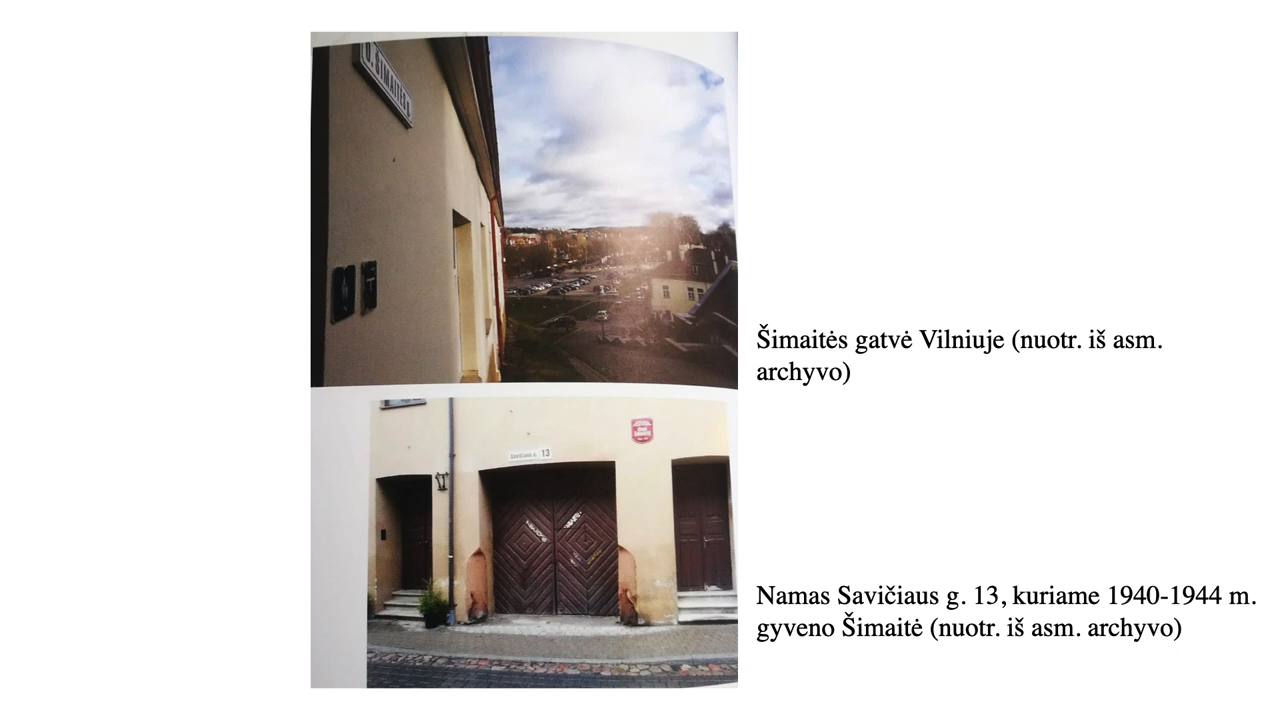 O. ŠIMAITĖS G.
Šimaitės gatvė Vilniuje (nuotr. iš asm.
archyvo)
Savičiaus g. 13
Namas Savičiaus g. 13, kuriame 1940-1944 m.
gyveno Šimaitė (nuotr. iš asm. archyvo)